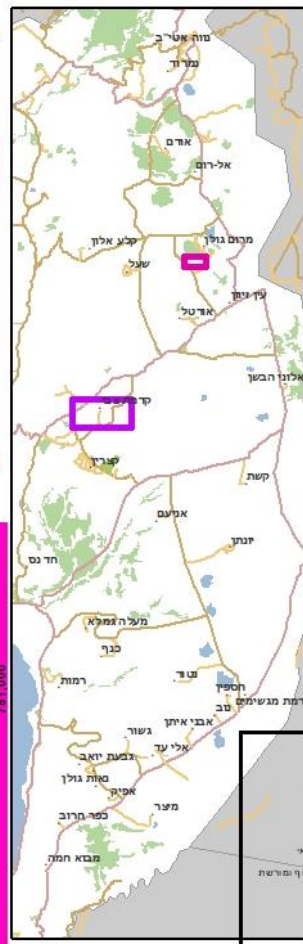 נווה אטי"ב
נמרוד
אודם
אל-רום
מרום גולן
קלע אלון
שעל
עין זיוון
אורטל
אלוני הבשן
קצרין
קשת
אניעם
יונתן
חד נס
מעלה גמלא
כנף
רמות
נטור
חספין
רמת מגשימים
נוב
אבני איתן
גשור
אלי עד
גבעת יואב
נאות גולן
אפיק
מיצר
כפר חרוב
מבוא חמה
וף ומורשת